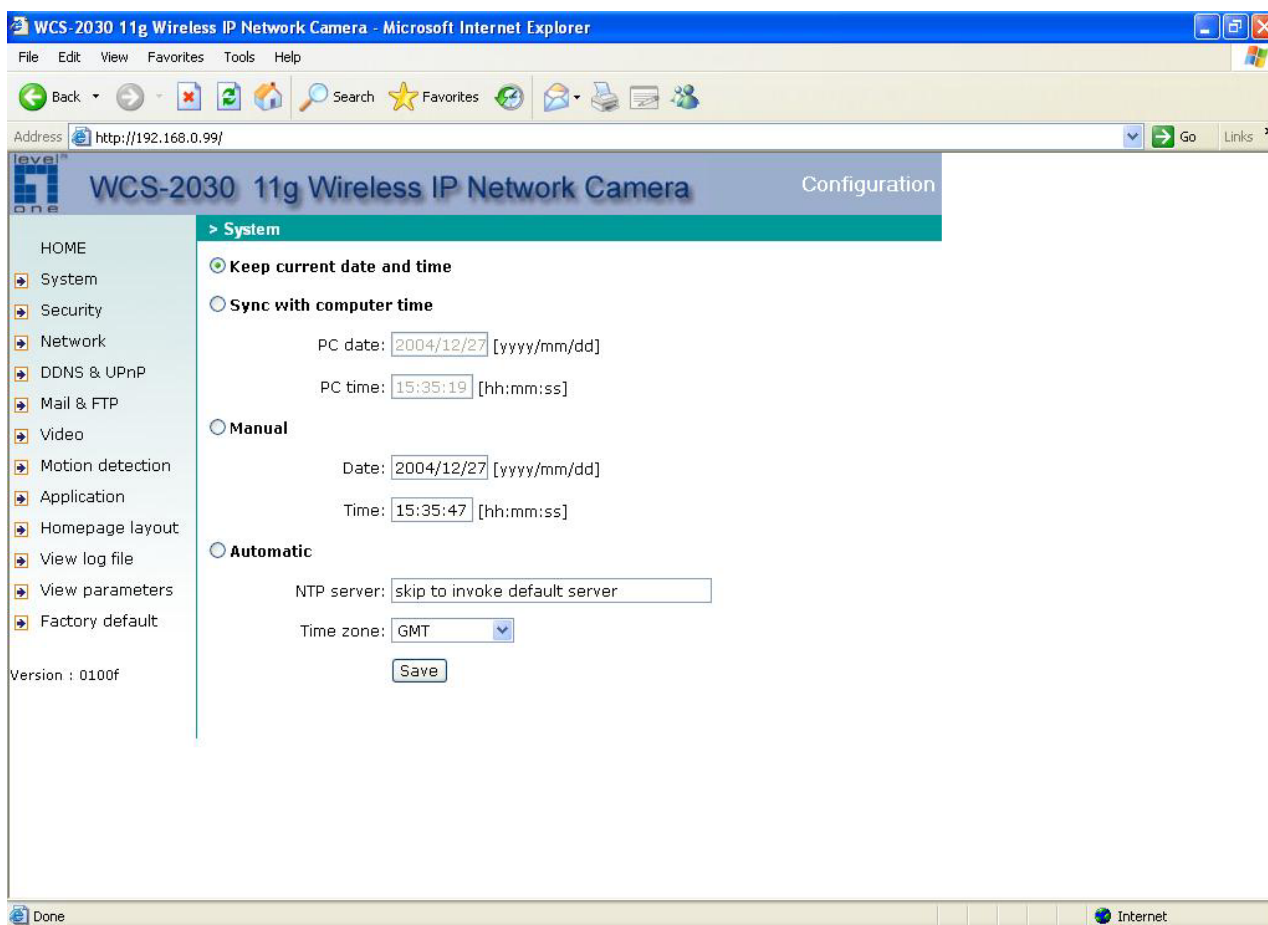 WCS-2030 11g Wireless IP Network Camera - Microsoft Internet Explorer
File Edit View Favorites Tools Help
Back Search Favorites
Address http://192.168.0.99/ Go Links
level one
WCS-2030 11g Wireless IP Network Camera Configuration
> System
HOME
System
Security
Network
DDNS & UPnP
Mail & FTP
Video
Motion detection
Application
Homepage layout
View log file
View parameters
Factory default
Version : 0100f
Keep current date and time
Sync with computer time
PC date: 2004/12/27 [yyyy/mm/dd]
PC time: 15:35:19 [hh:mm:ss]
Manual
Date: 2004/12/27 [yyyy/mm/dd]
Time: 15:35:47 [hh:mm:ss]
Automatic
NTP server: skip to invoke default server
Time zone: GMT
Save
Done Internet